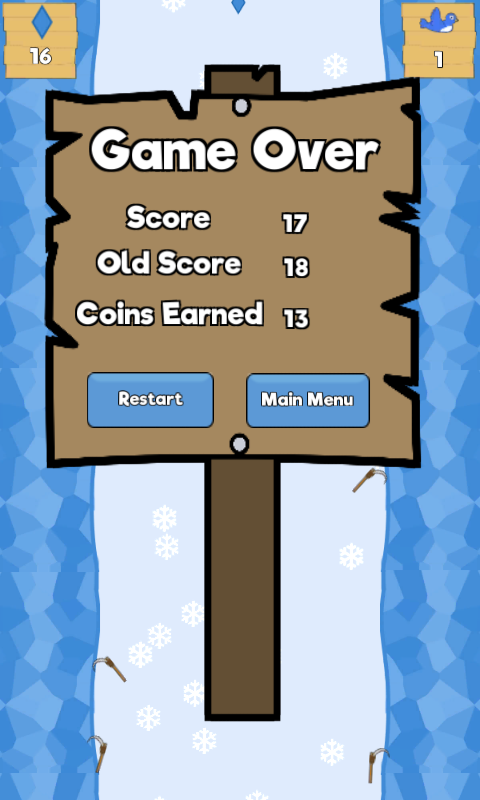 16
1
Game Over
Score 17
Old Score 18
Coins Earned 13
Restart Main Menu